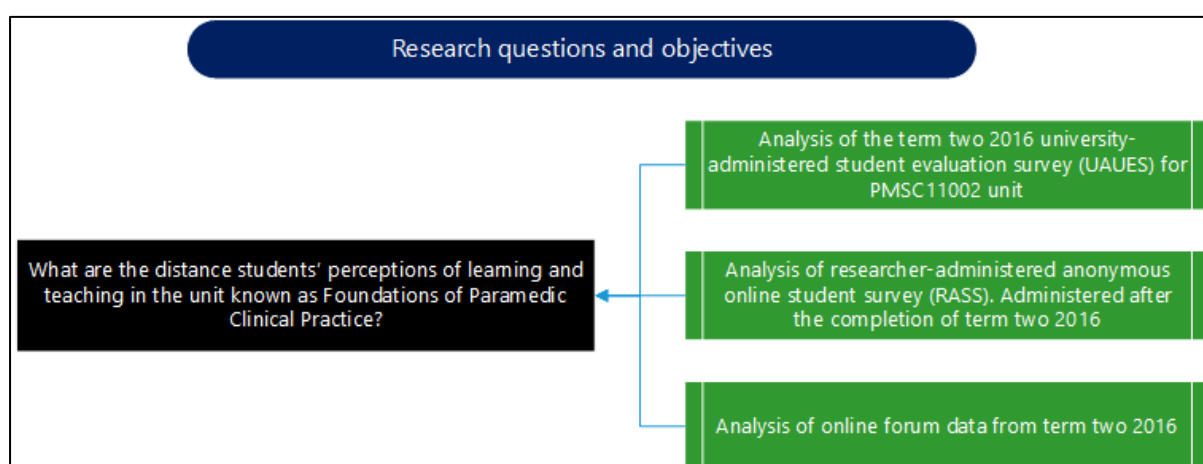 Research questions and objectives
Analysis of the term two 2016 university-
administered student evaluation survey (UAUES) for
PMSC11002 unit
What are the distance students’ perceptions of learning and
teaching in the unit known as Foundations of Paramedic
Clinical Practice?
Analysis of researcher-administered anonymous
online student survey (RASS). Administered after
the completion of term two 2016
Analysis of online forum data from term two 2016